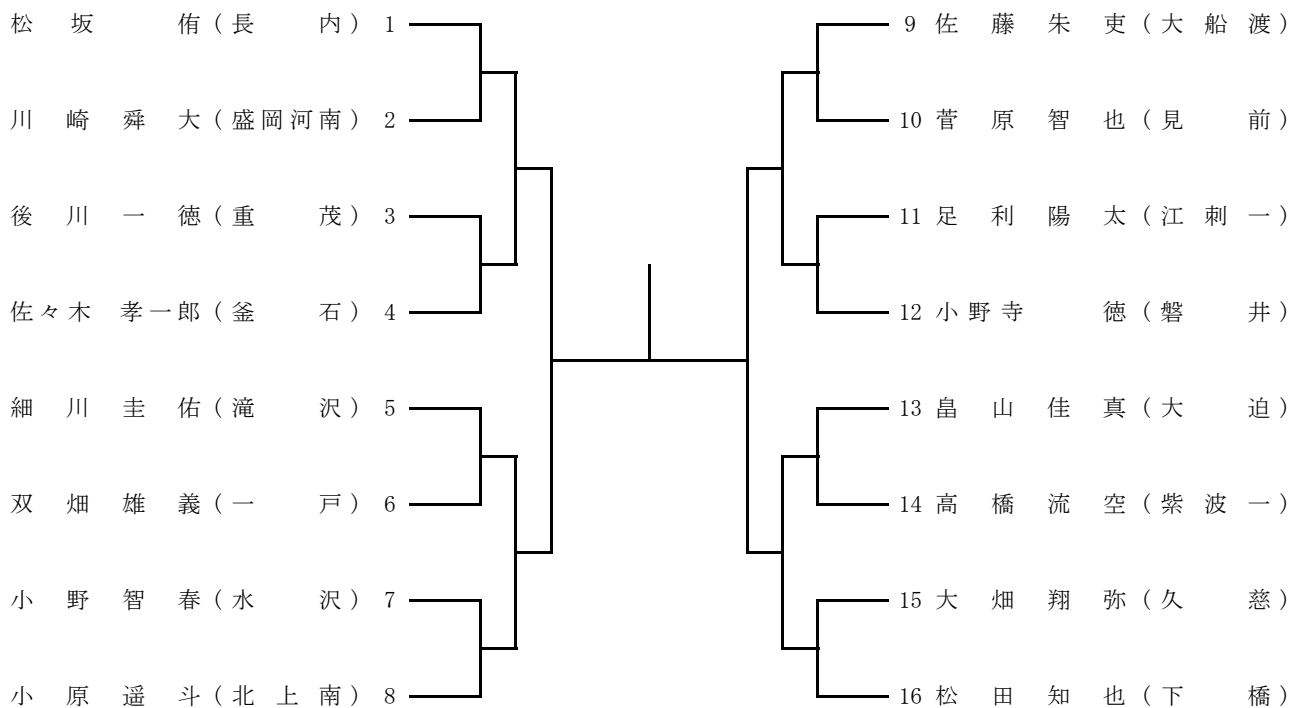 松坂 侑(長 内) 1
川崎舜大(盛岡河南) 2
後川一徳(重 茂) 3
佐々木 孝一郎(釜 石) 4
細川圭佑(滝 沢) 5
双畑雄義(一 戸) 6
小野智春(水 沢) 7
小原遥斗(北上南) 8
9 佐藤朱吏(大船渡)
10 菅原智也(見 前)
11 足利陽太(江刺一)
12 小野寺 徳(磐 井)
13 畠山佳真(大 迫)
14 高橋流空(紫波一)
15 大畑翔弥(久 慈)
16 松田知也(下 橋)